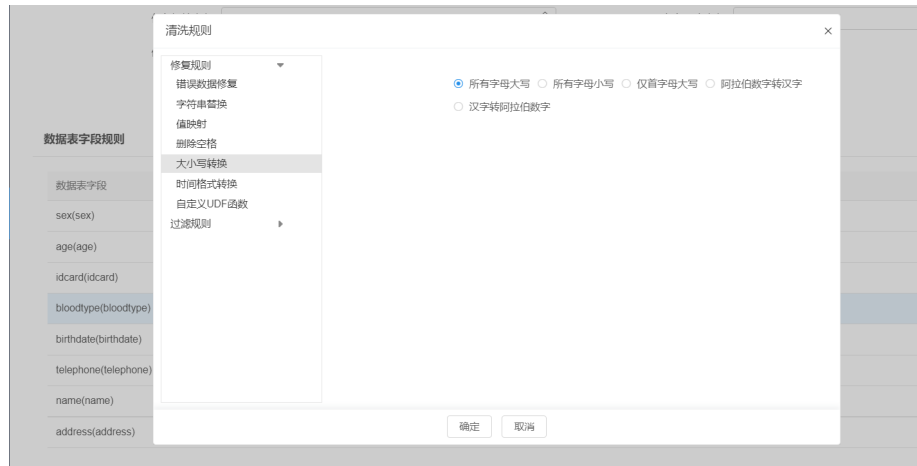 清洗规则
修复规则
错误数据修复
字符串替换
值映射
删除空格
大小写转换
时间格式转换
自定义UDF函数
过滤规则
所有字母大写 所有字母小写 仅首字母大写 阿拉伯数字转汉字
汉字转阿拉伯数字
确定 取消
数据表字段规则
数据表字段
sex(sex)
age(age)
idcard(idcard)
bloodtype(bloodtype)
birthdate(birthdate)
telephone(telephone)
name(name)
address(address)